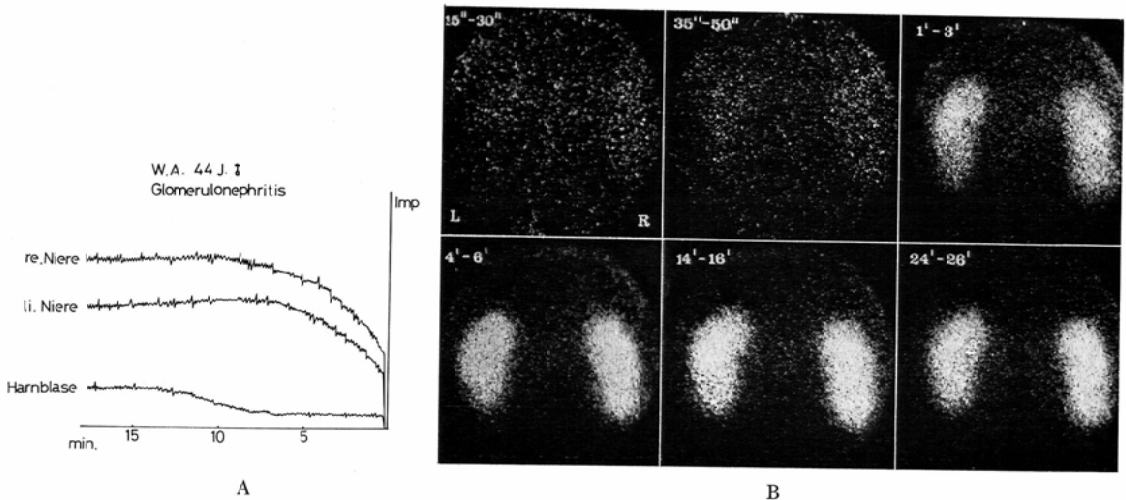 W.A. 44 J. ♀
Glomerulonephritis
Imp
re. Niere
li. Niere
Harnblase
min.
15
10
5
A
15"-30"
L
R
35"-50"
1'-3'
4'-6'
14'-16'
24'-26'
B